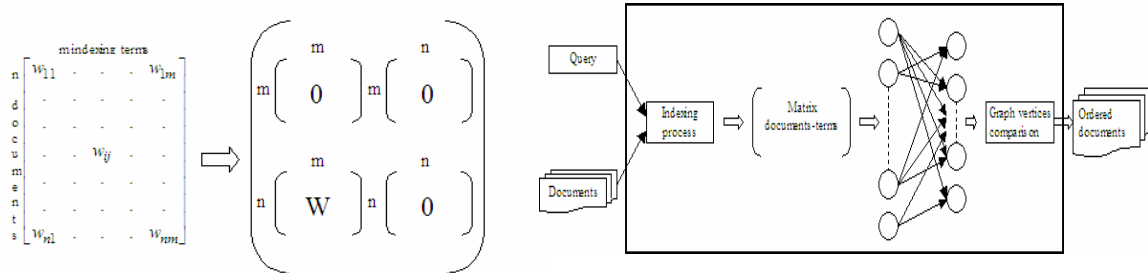 m indexing terms
n documents
w11 . . . . w1m
. . . . . .
. . . . . .
. . wij . . .
. . . . . .
. . . . . .
wn1 . . . . wnm
m n
m 0 m 0
m n
n W n 0
Query
Documents
Indexing
process
Matrix
documents-terms
Graph vertices
comparison
Ordered
documents